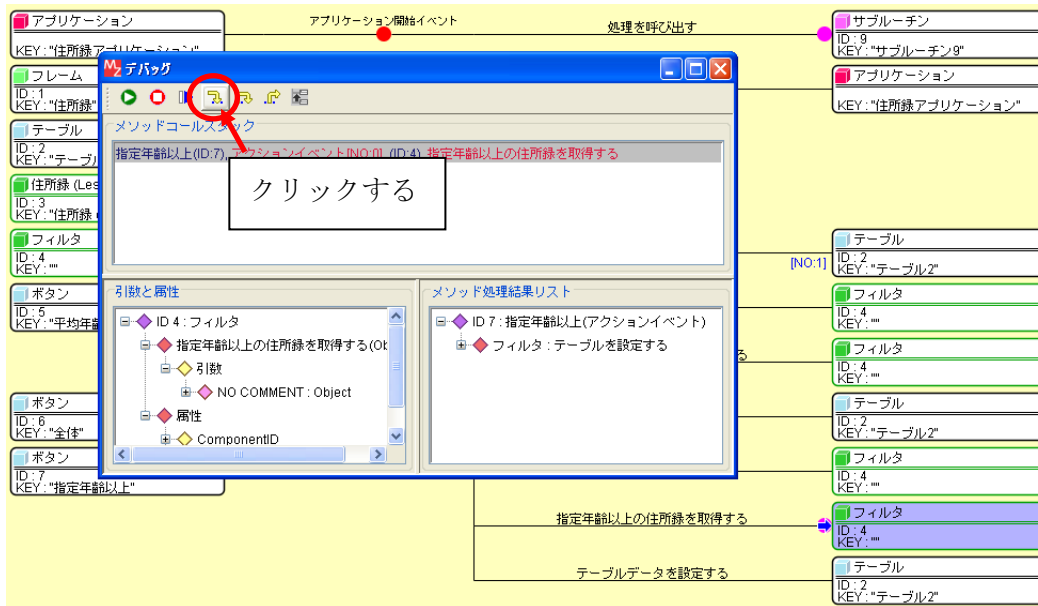 アプリケーション
KEY : "住所録アプリケーション"
アプリケーション開始イベント
処理を呼び出す
サブルーチン
ID : 9
KEY : "サブルーチン9"
フレーム
ID : 1
KEY : "住所録"
アプリケーション
KEY : "住所録アプリケーション"
テーブル
ID : 2
KEY : "テーブル
住所録 (Les
ID : 3
KEY : "住所録
フィルタ
ID : 4
KEY : ""
ボタン
ID : 5
KEY : "平均年齢
ボタン
ID : 6
KEY : "全体"
ボタン
ID : 7
KEY : "指定年齢以上"
デバッグ
メソッドコールスタック
指定年齢以上(ID:7), アクションイベント[NO:0], (ID:4), 指定年齢以上の住所録を取得する
クリックする
引数と属性
ID 4 : フィルタ
指定年齢以上の住所録を取得する(Ob
引数
NO COMMENT : Object
属性
ComponentID
メソッド処理結果リスト
ID 7 : 指定年齢以上(アクションイベント)
フィルタ : テーブルを設定する
[NO:1]
テーブル
ID : 2
KEY : "テーブル2"
フィルタ
ID : 4
KEY : ""
る
フィルタ
ID : 4
KEY : ""
テーブル
ID : 2
KEY : "テーブル2"
フィルタ
ID : 4
KEY : ""
指定年齢以上の住所録を取得する
フィルタ
ID : 4
KEY : ""
テーブルデータを設定する
テーブル
ID : 2
KEY : "テーブル2"